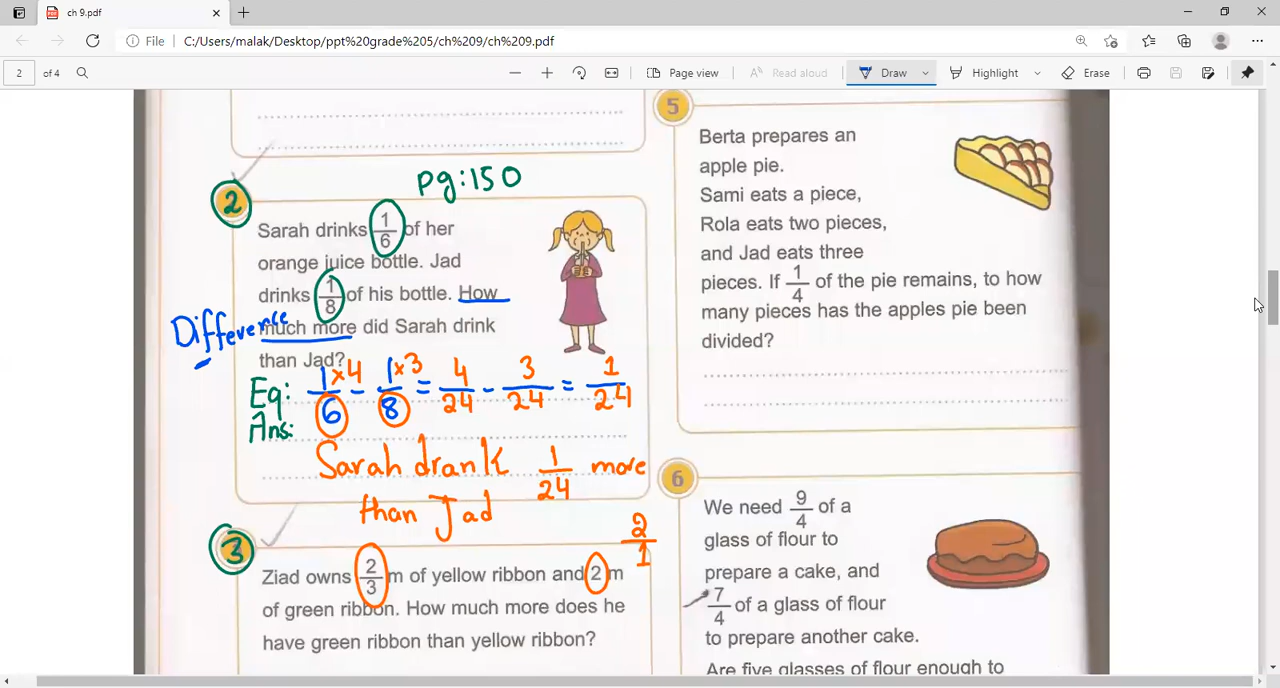 ch 9.pdf
File
C:/Users/malak/Desktop/ppt%20grade%205/ch%209/ch%209.pdf
2 of 4
Page view
Read aloud
Draw
Highlight
Erase
pg:150
2
Sarah drinks 1/6 of her
orange juice bottle. Jad
drinks 1/8 of his bottle. How
Difference
much more did Sarah drink
than Jad?
Eq: 1×4/6 - 1×3/8 = 4/24 - 3/24 = 1/24
Ans:
Sarah drank 1/24 more
than Jad
2/1
3
Ziad owns 2/3 m of yellow ribbon and 2 m
of green ribbon. How much more does he
have green ribbon than yellow ribbon?
5
Berta prepares an
apple pie.
Sami eats a piece,
Rola eats two pieces,
and Jad eats three
pieces. If 1/4 of the pie remains, to how
many pieces has the apples pie been
divided?
6
We need 9/4 of a
glass of flour to
prepare a cake, and
7/4 of a glass of flour
to prepare another cake.
Are five glasses of flour enough to